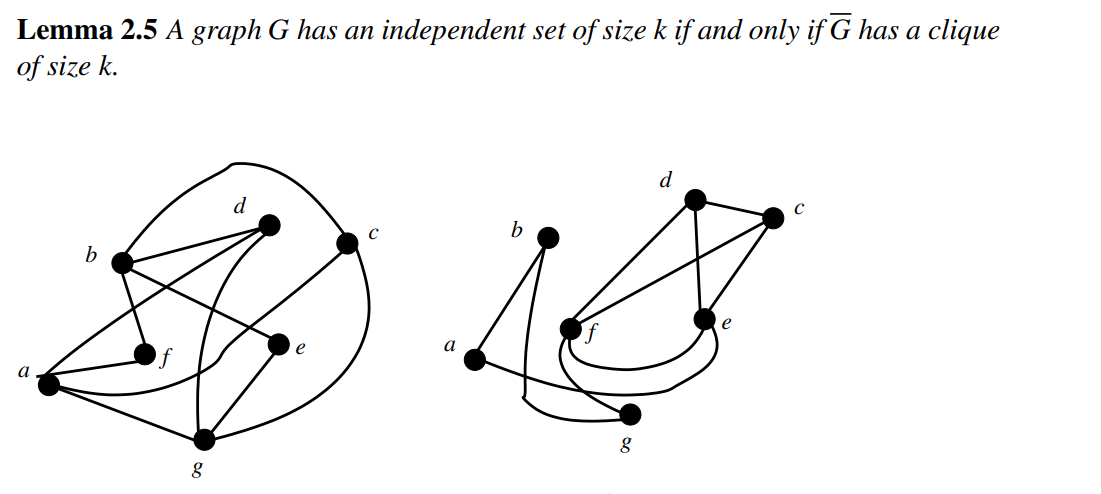 Lemma 2.5 A graph G has an independent set of size k if and only if G̅ has a clique
of size k.
d
c
b
e
f
a
g
d
c
b
e
f
a
g